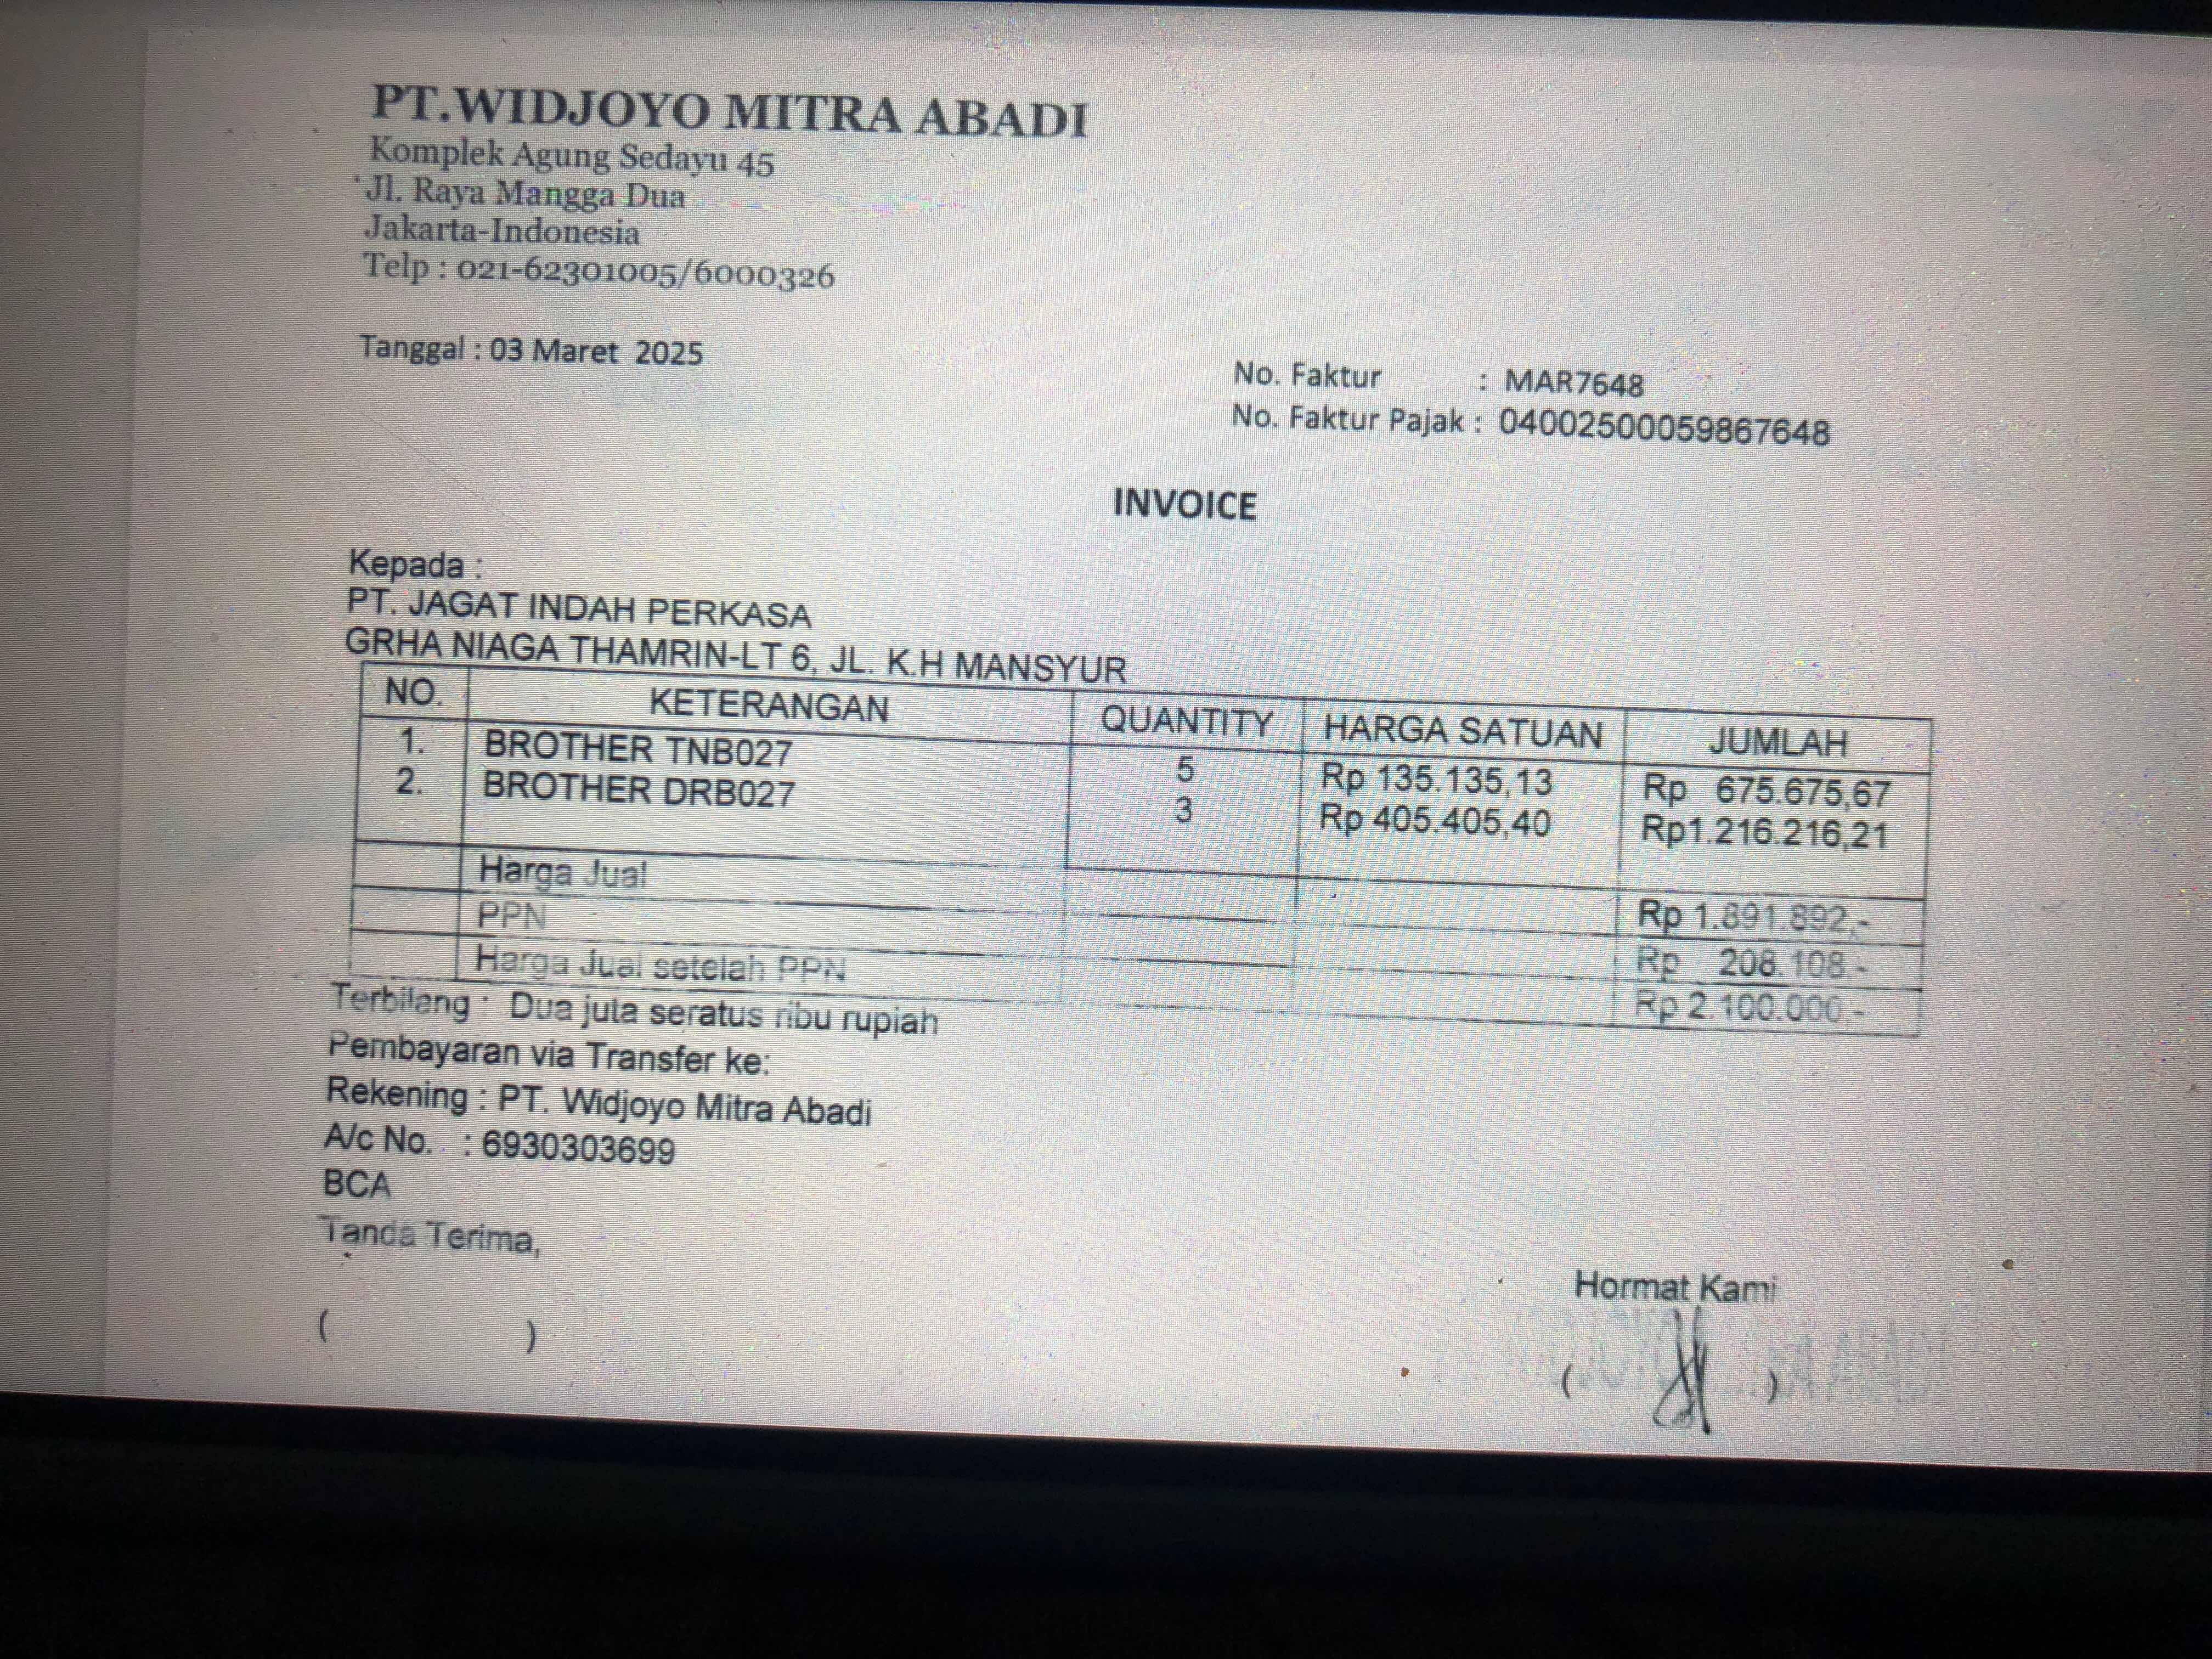 PT.WIDJOYO MITRA ABADI
Komplek Agung Sedayu 45
Jl. Raya Mangga Dua
Jakarta-Indonesia
Telp : 021-62301005/6000326
Tanggal : 03 Maret 2025
No. Faktur : MAR7648
No. Faktur Pajak : 04002500059867648
INVOICE
Kepada :
PT. JAGAT INDAH PERKASA
GRHA NIAGA THAMRIN-LT 6, JL. K.H MANSYUR
NO. KETERANGAN QUANTITY HARGA SATUAN JUMLAH
1. BROTHER TNB027 5 Rp 135.135,13 Rp 675.675,67
2. BROTHER DRB027 3 Rp 405.405,40 Rp1.216.216,21
Harga Jual Rp 1.891.892,-
PPN Rp 208.108.-
Harga Jual setelah PPN Rp 2.100.000.-
Terbilang : Dua juta seratus ribu rupiah
Pembayaran via Transfer ke:
Rekening : PT. Widjoyo Mitra Abadi
A/c No. : 6930303699
BCA
Tanda Terima,
Hormat Kami
( )
( )